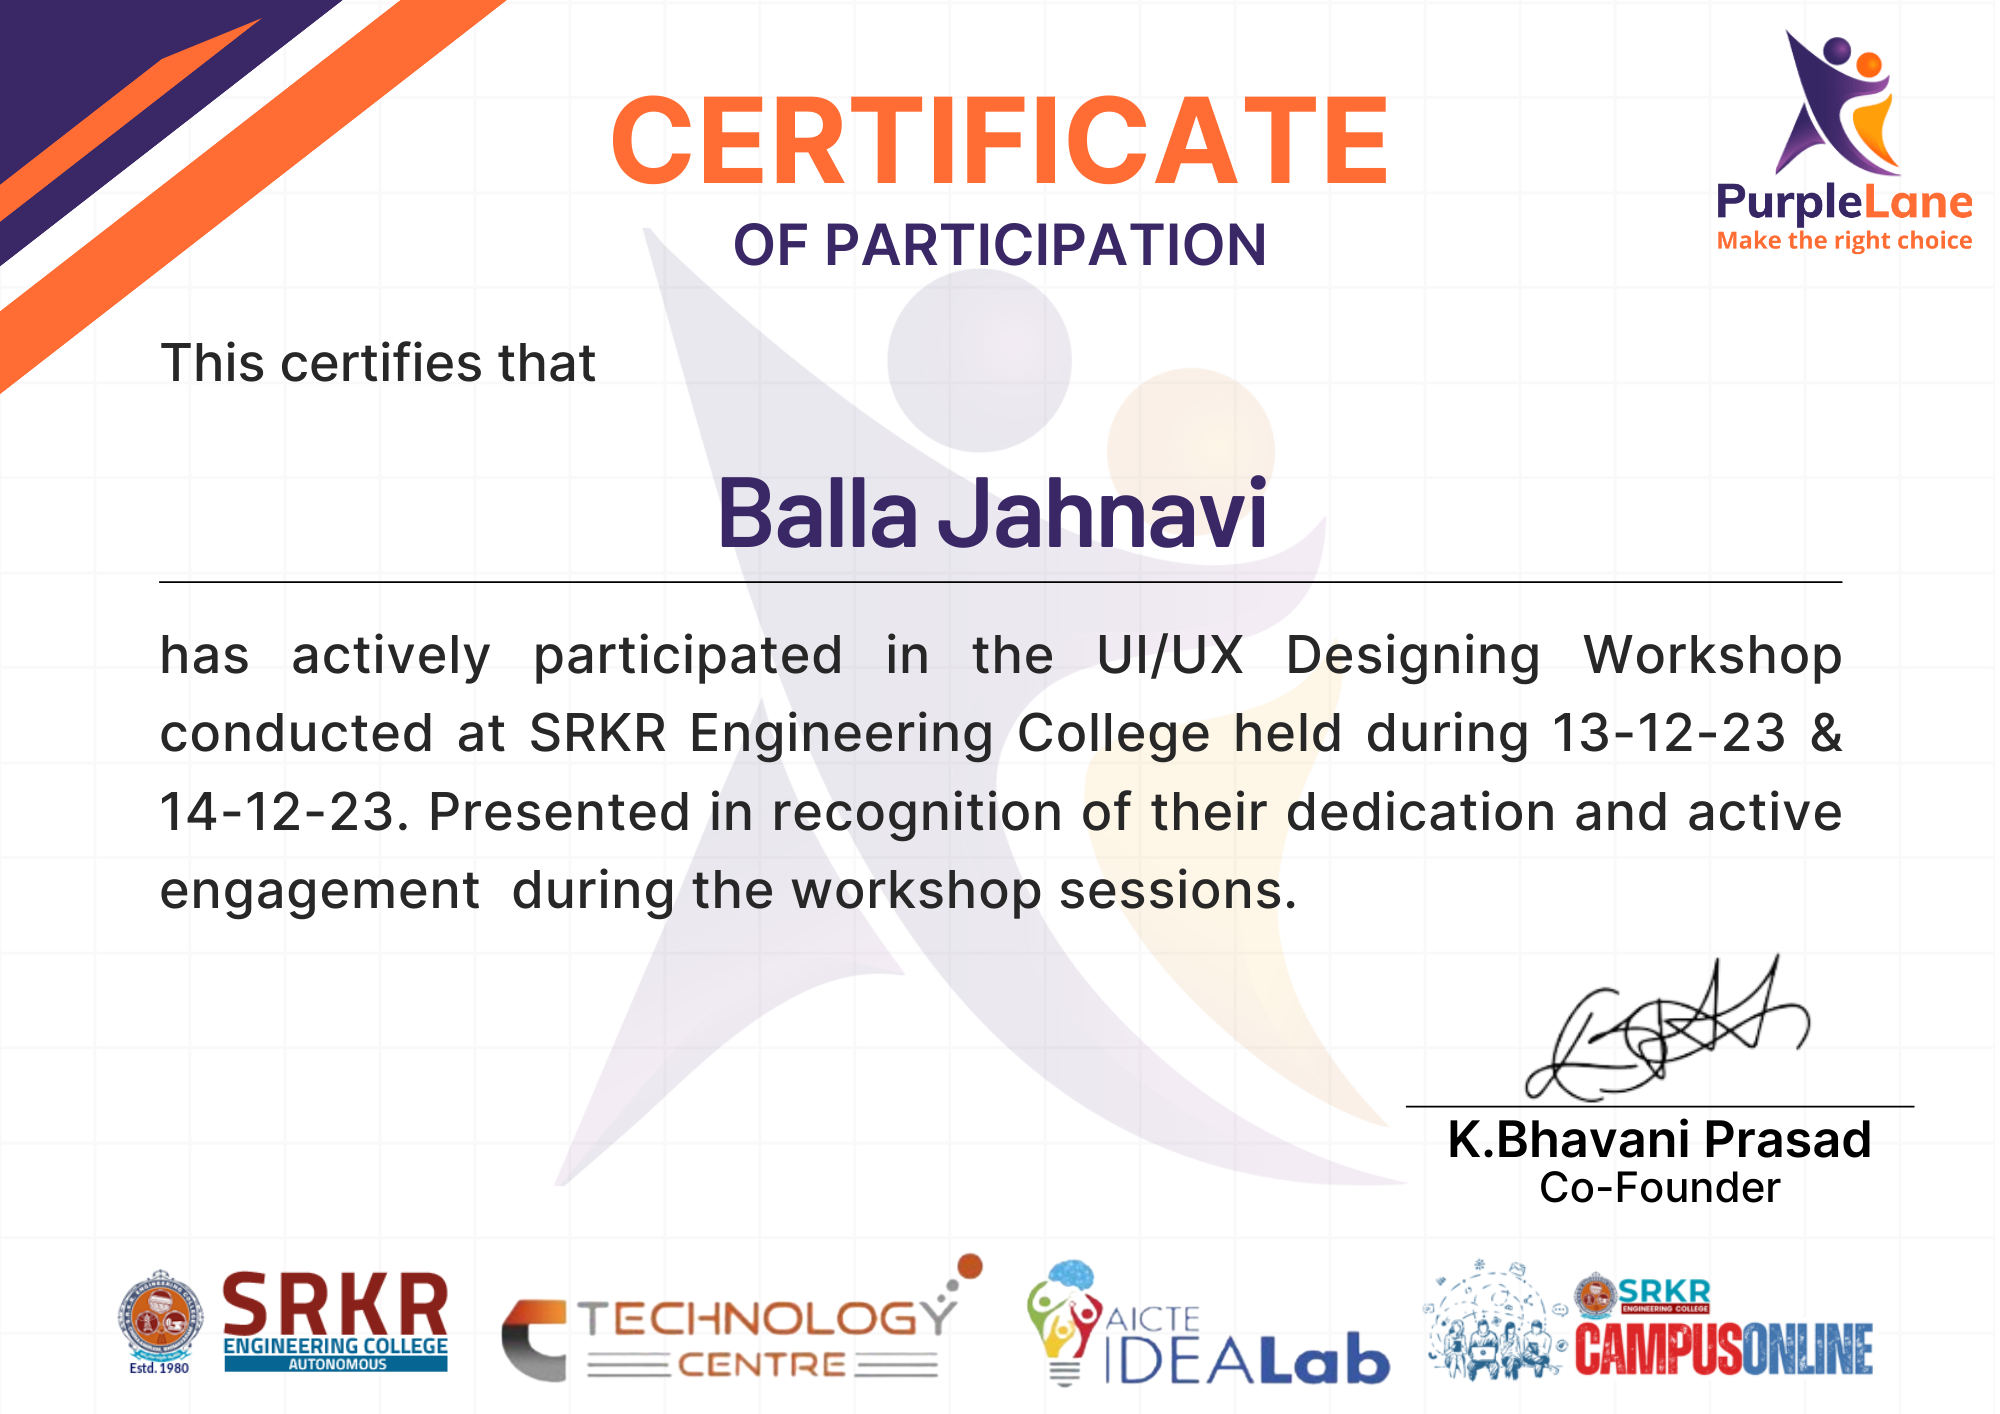 CERTIFICATE
OF PARTICIPATION
PurpleLane
Make the right choice
This certifies that
Balla Jahnavi
has actively participated in the UI/UX Designing Workshop
conducted at SRKR Engineering College held during 13-12-23 &
14-12-23. Presented in recognition of their dedication and active
engagement during the workshop sessions.
K.Bhavani Prasad
Co-Founder
Estd. 1980
SRKR
ENGINEERING COLLEGE
AUTONOMOUS
TECHNOLOGY
CENTRE
AICTE
IDEALab
SRKR
ENGINEERING COLLEGE
CAMPUSONLINE